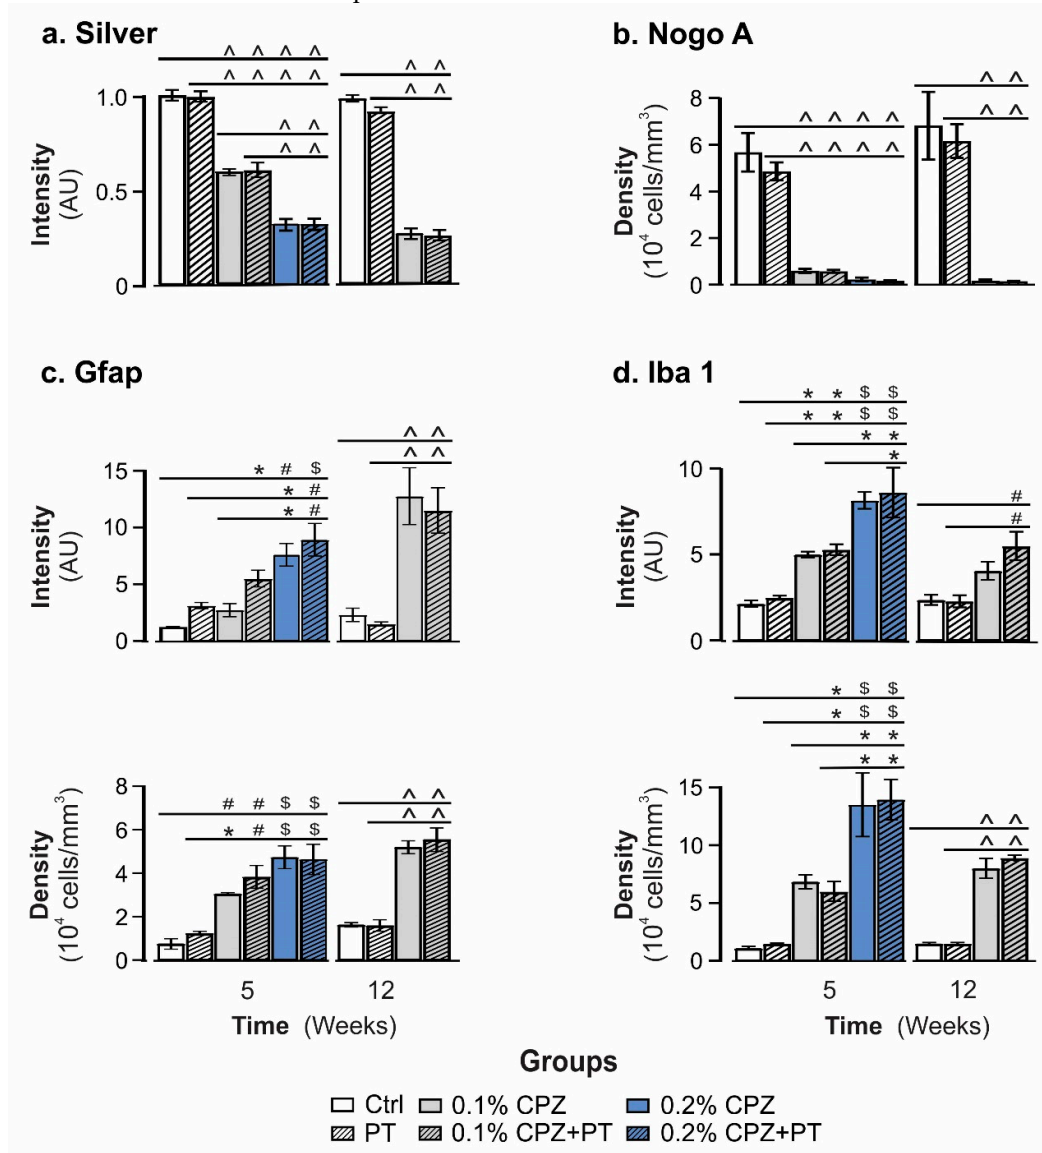 a. Silver
^ ^ ^ ^
^ ^ ^ ^
^ ^
^ ^
^ ^
^ ^
Intensity
(AU)
1.0
0.5
0
b. Nogo A
^ ^ ^ ^
^ ^ ^ ^
^ ^
^ ^
Density
(10⁴ cells/mm³)
8
6
4
2
0
c. Gfap
* # $
* #
* #
^ ^
^ ^
Intensity
(AU)
15
10
5
0
# # $ $
* # $ $
^ ^
^ ^
Density
(10⁴ cells/mm³)
8
6
4
2
0
5
12
Time (Weeks)
d. Iba 1
* * $ $
* * $ $
* *
*
#
#
Intensity
(AU)
10
5
0
* $ $
* $ $
* *
* *
^ ^
^ ^
Density
(10⁴ cells/mm³)
15
10
5
0
5
12
Time (Weeks)
Groups
Ctrl 0.1% CPZ 0.2% CPZ
PT 0.1% CPZ+PT 0.2% CPZ+PT